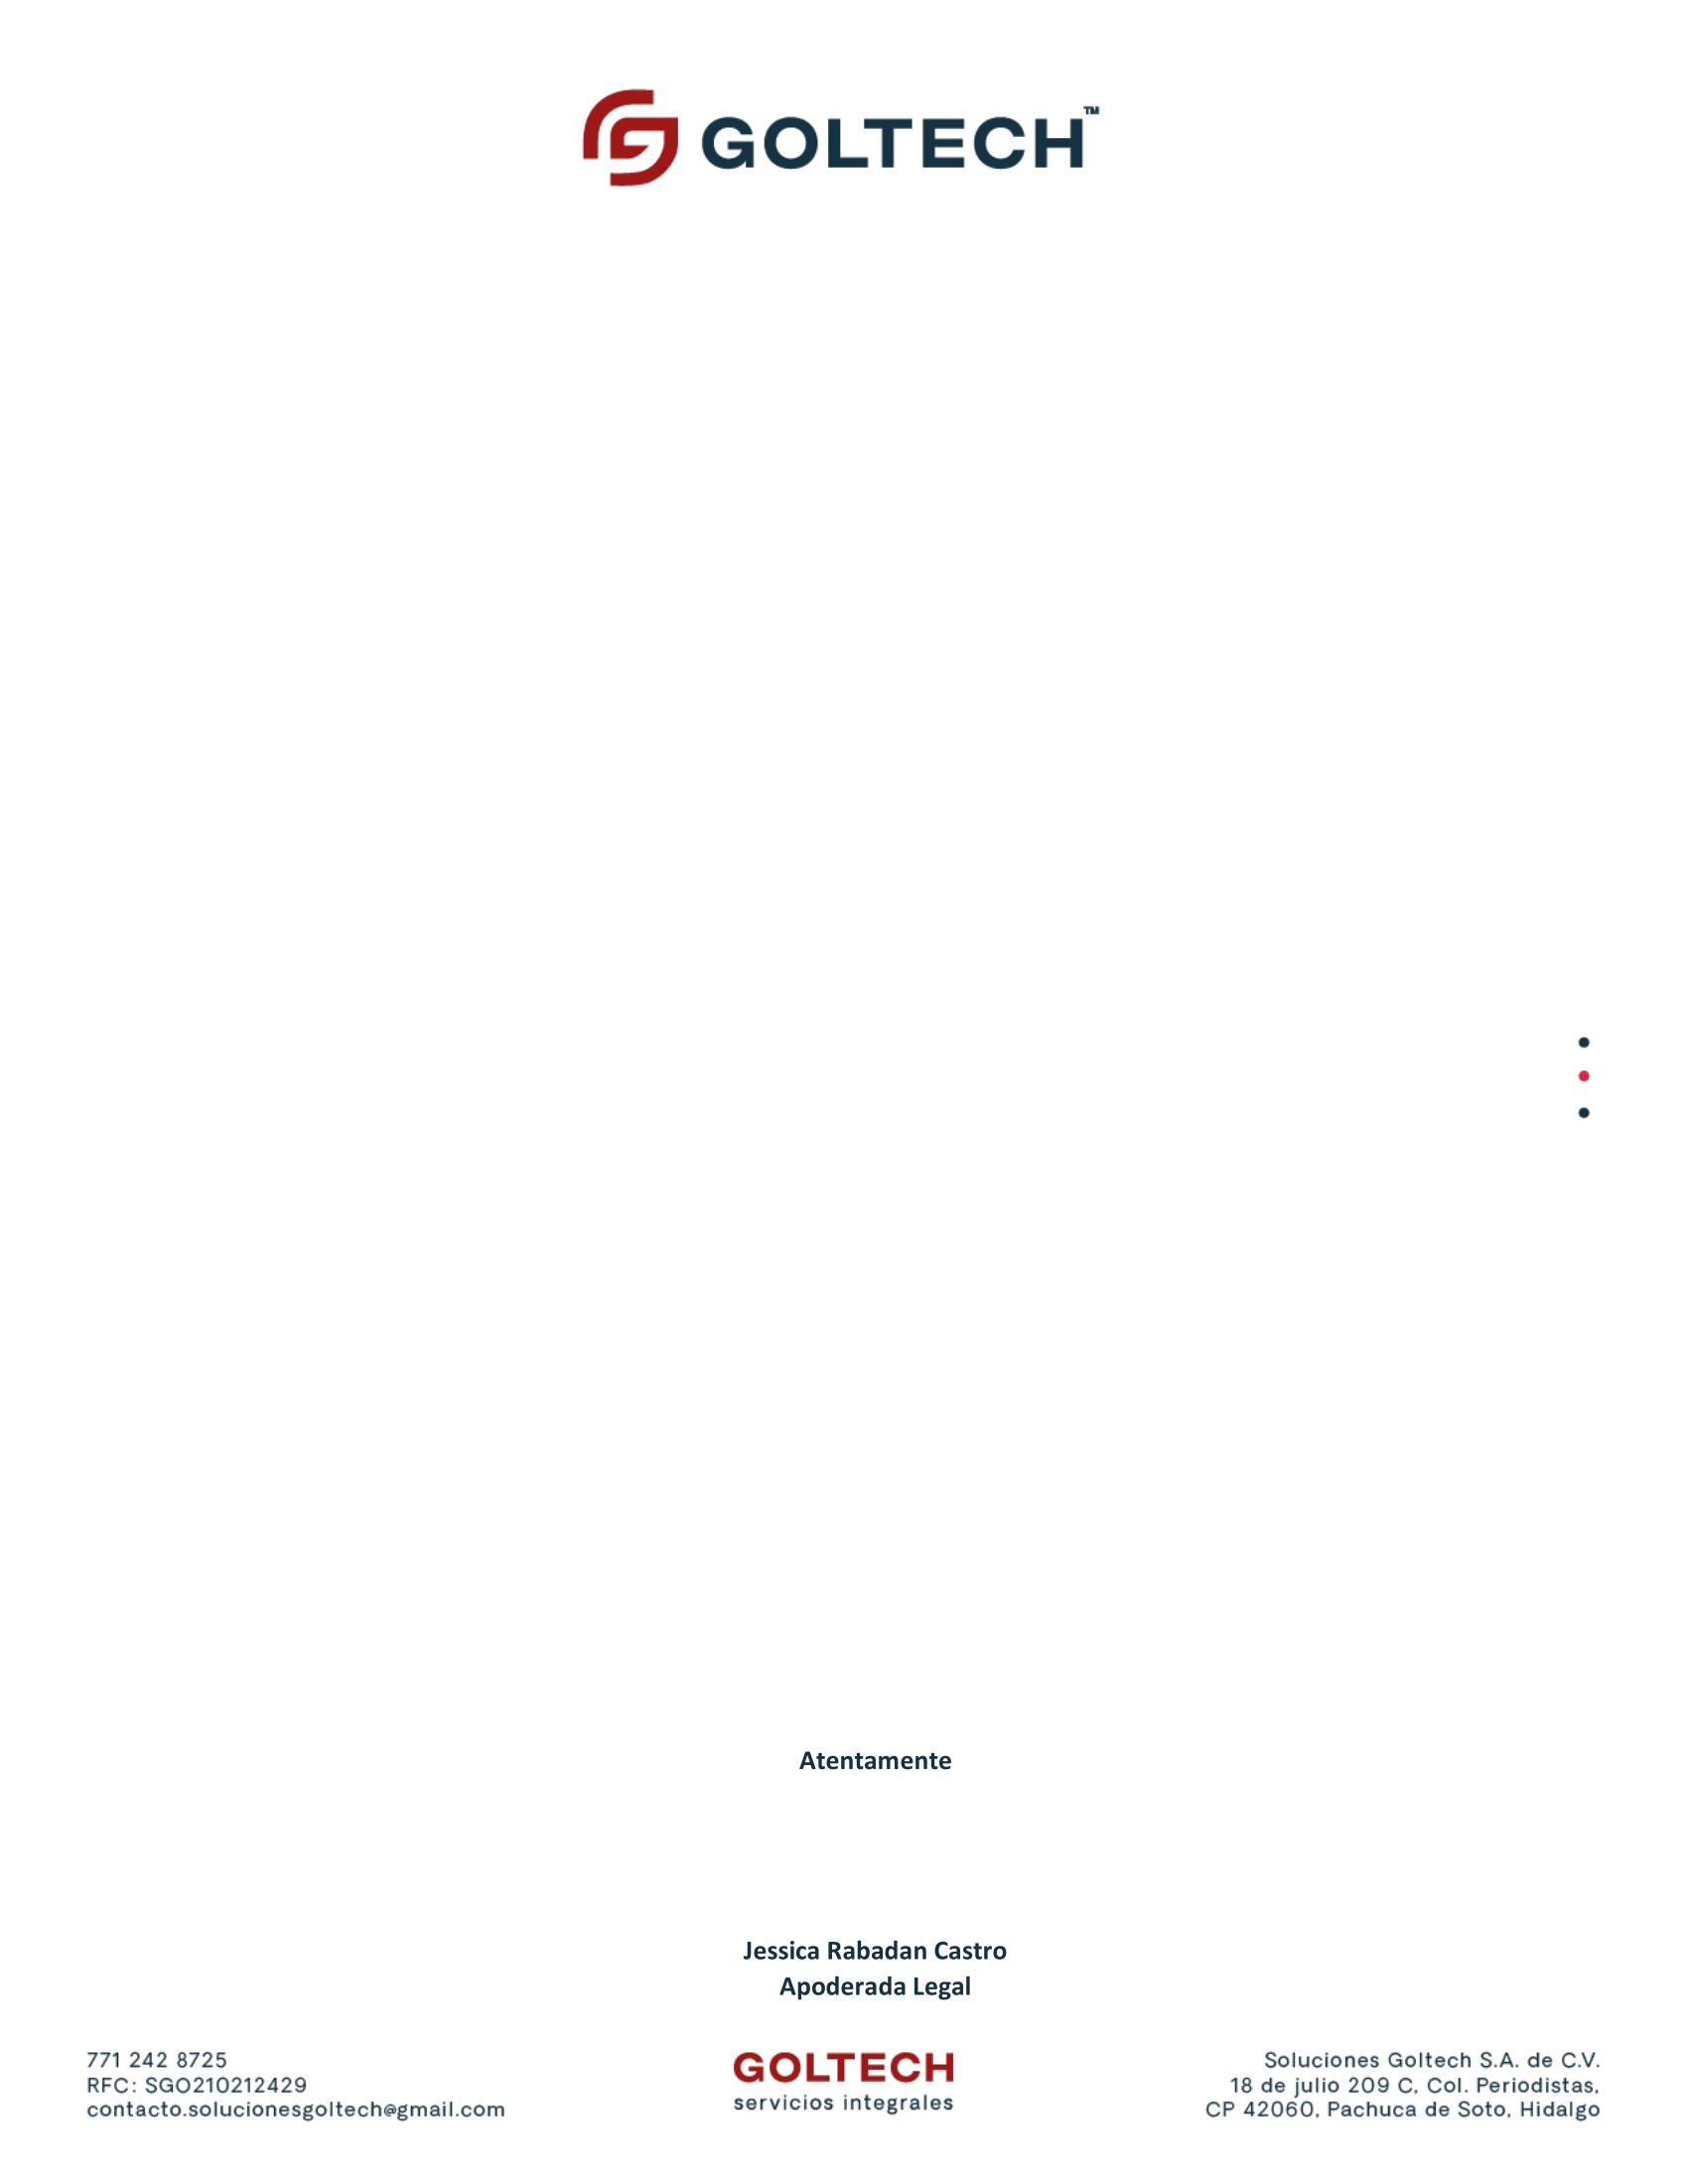 GOLTECH™
Atentamente
Jessica Rabadan Castro
Apoderada Legal
771 242 8725
RFC: SGO210212429
contacto.solucionesgoltech@gmail.com
GOLTECH
servicios integrales
Soluciones Goltech S.A. de C.V.
18 de julio 209 C, Col. Periodistas,
CP 42060, Pachuca de Soto, Hidalgo